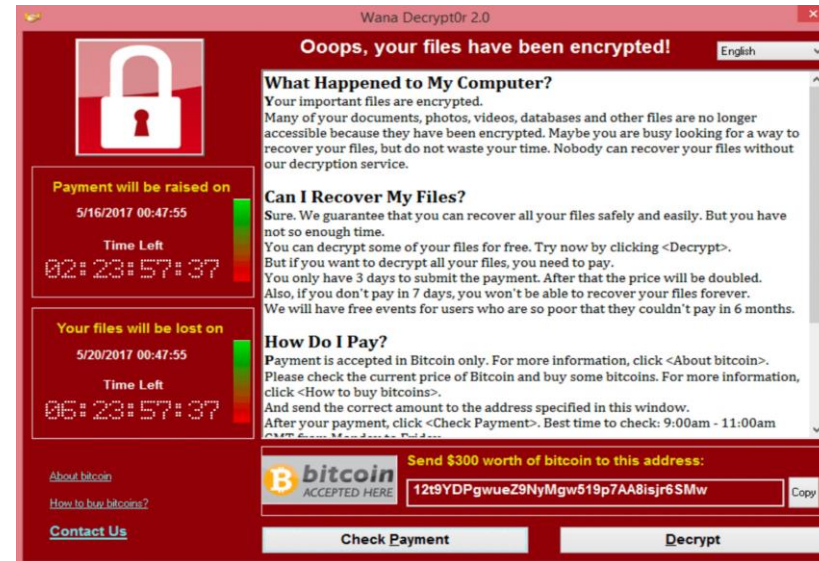 Wana Decrypt0r 2.0
Ooops, your files have been encrypted!
English
Payment will be raised on
5/16/2017 00:47:55
Time Left
02:23:57:37
Your files will be lost on
5/20/2017 00:47:55
Time Left
06:23:57:37
About bitcoin
How to buy bitcoins?
Contact Us
What Happened to My Computer?
Your important files are encrypted.
Many of your documents, photos, videos, databases and other files are no longer
accessible because they have been encrypted. Maybe you are busy looking for a way to
recover your files, but do not waste your time. Nobody can recover your files without
our decryption service.
Can I Recover My Files?
Sure. We guarantee that you can recover all your files safely and easily. But you have
not so enough time.
You can decrypt some of your files for free. Try now by clicking <Decrypt>.
But if you want to decrypt all your files, you need to pay.
You only have 3 days to submit the payment. After that the price will be doubled.
Also, if you don't pay in 7 days, you won't be able to recover your files forever.
We will have free events for users who are so poor that they couldn't pay in 6 months.
How Do I Pay?
Payment is accepted in Bitcoin only. For more information, click <About bitcoin>.
Please check the current price of Bitcoin and buy some bitcoins. For more information,
click <How to buy bitcoins>.
And send the correct amount to the address specified in this window.
After your payment, click <Check Payment>. Best time to check: 9:00am - 11:00am
GMT from Monday to Friday.
bitcoin
ACCEPTED HERE
Send $300 worth of bitcoin to this address:
12t9YDPgwueZ9NyMgw519p7AA8isjr6SMw
Copy
Check Payment
Decrypt